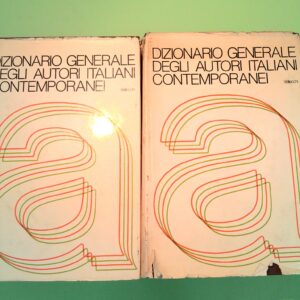 DIZIONARIO GENERALE
DEGLI AUTORI ITALIANI
CONTEMPORANEI
DIZIONARIO GENERALE
DEGLI AUTORI ITALIANI
CONTEMPORANEI
a
a